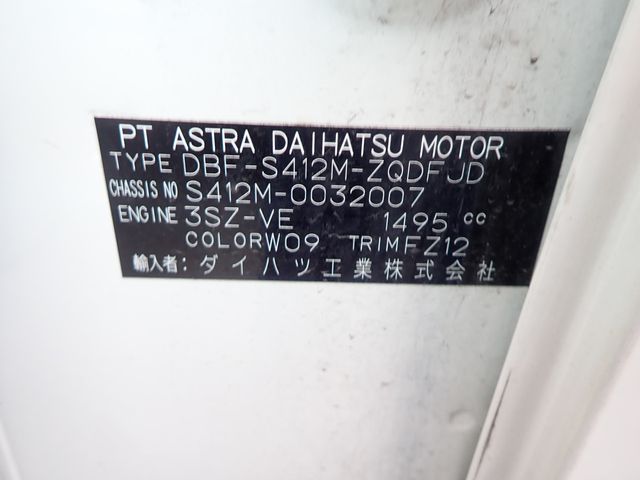 PT ASTRA DAIHATSU MOTOR
TYPE DBF-S412M-ZQDFJD
CHASSIS NO S412M-0032007
ENGINE 3SZ-VE 1495 cc
COLOR W09 TRIM FZ12
輸入者: ダイハツ工業株式会社